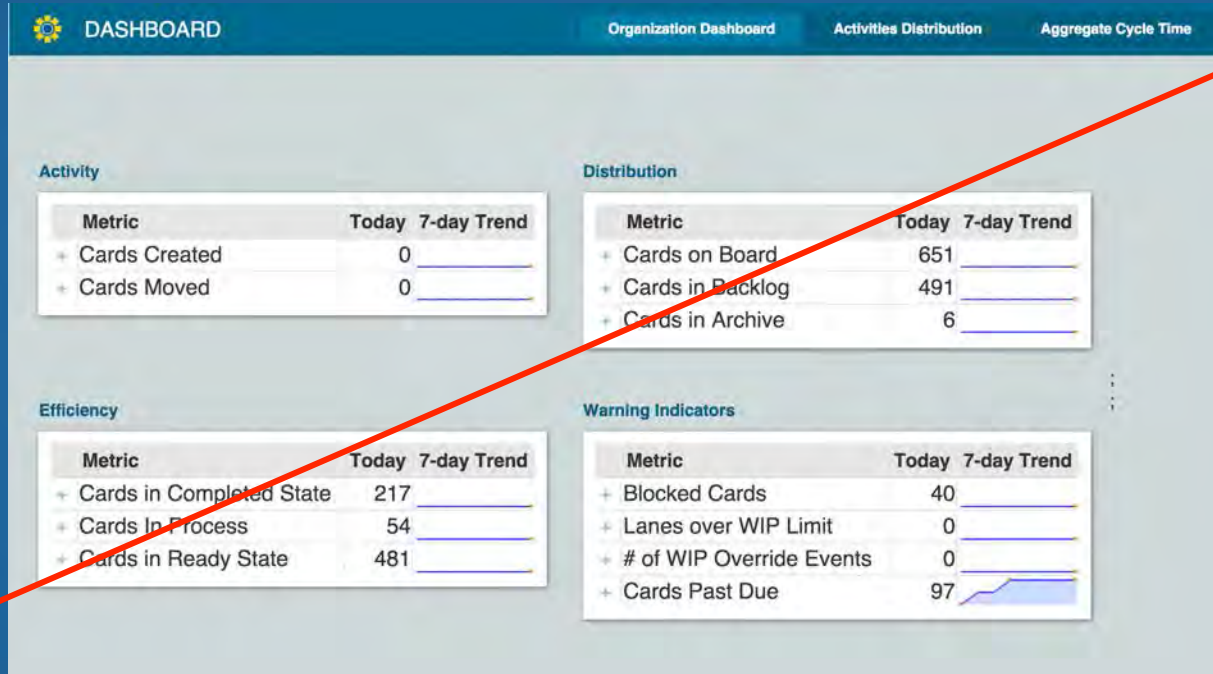 DASHBOARD
Organization Dashboard
Activities Distribution
Aggregate Cycle Time
Activity
Metric Today 7-day Trend
+ Cards Created 0
+ Cards Moved 0
Distribution
Metric Today 7-day Trend
+ Cards on Board 651
+ Cards in Backlog 491
+ Cards in Archive 6
Efficiency
Metric Today 7-day Trend
+ Cards in Completed State 217
+ Cards In Process 54
+ Cards in Ready State 481
Warning Indicators
Metric Today 7-day Trend
+ Blocked Cards 40
+ Lanes over WIP Limit 0
+ # of WIP Override Events 0
+ Cards Past Due 97